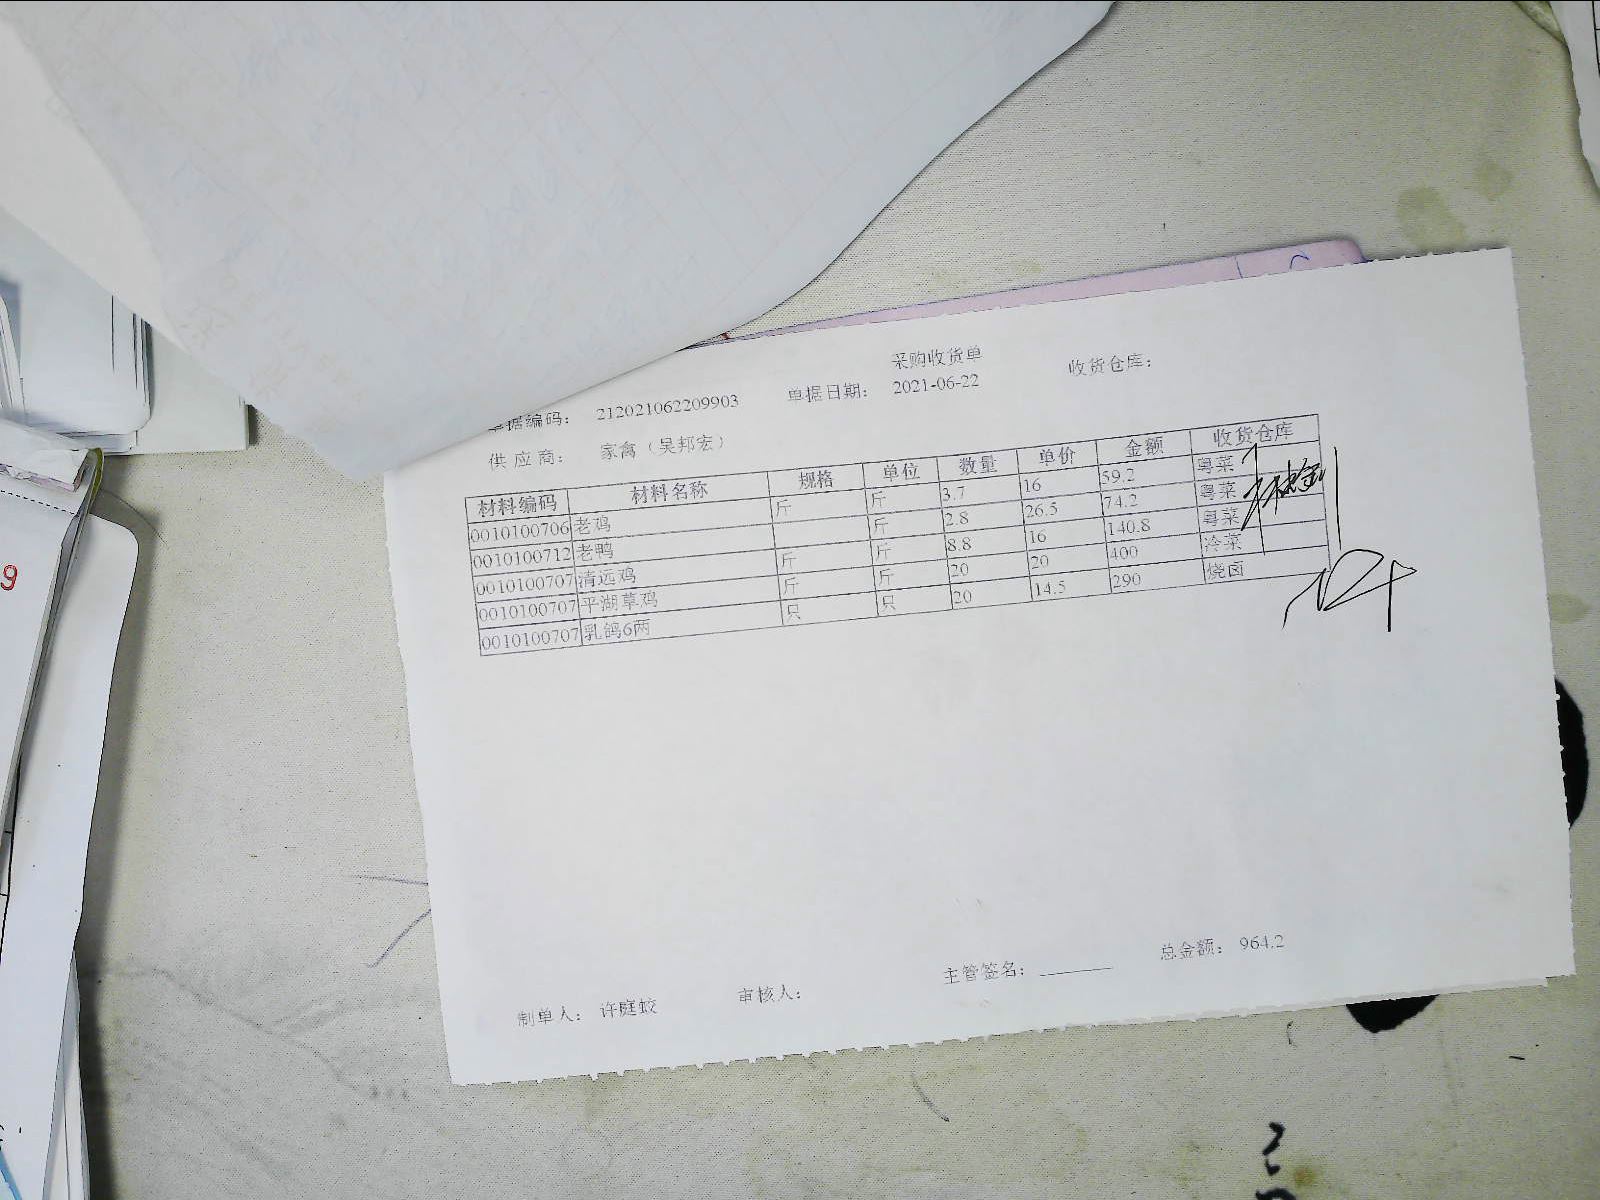 采购收货单
据编码: 212021062209903 单据日期: 2021-06-22 收货仓库:
供应商: 家禽（吴邦宏）
材料编码 材料名称 规格 单位 数量 单价 金额 收货仓库
0010100706 老鸡 斤 斤 3.7 16 59.2 粤菜
0010100712 老鸭 斤 2.8 26.5 74.2 粤菜
0010100707 清远鸡 斤 斤 8.8 16 140.8 粤菜
0010100707 平湖草鸡 斤 斤 20 20 400 冷菜
0010100707 乳鸽6两 只 只 20 14.5 290 烧卤
制单人: 许庭蛟 审核人: 主管签名: 总金额: 964.2
9